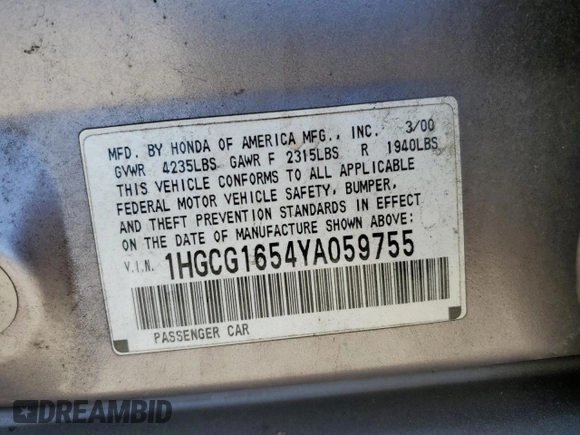 MFD. BY HONDA OF AMERICA MFG., INC. 3/00
GVWR 4235LBS GAWR F 2315LBS R 1940LBS
THIS VEHICLE CONFORMS TO ALL APPLICABLE
FEDERAL MOTOR VEHICLE SAFETY, BUMPER,
AND THEFT PREVENTION STANDARDS IN EFFECT
ON THE DATE OF MANUFACTURE SHOWN ABOVE:
V.I.N. 1HGCG1654YA059755
PASSENGER CAR
DREAMBID